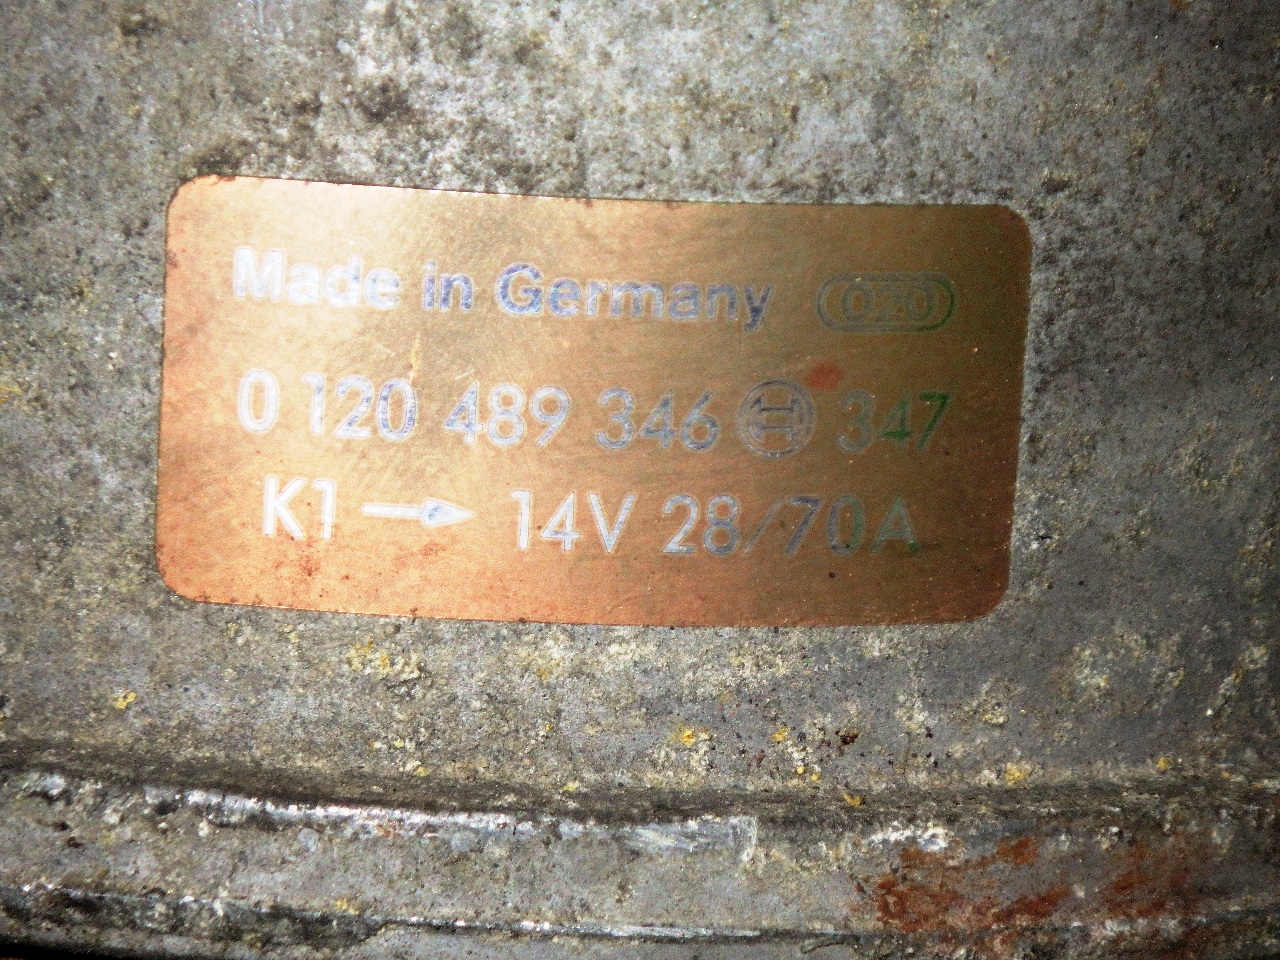 Made in Germany 020
0 120 489 346 347
K1 → 14V 28/70A